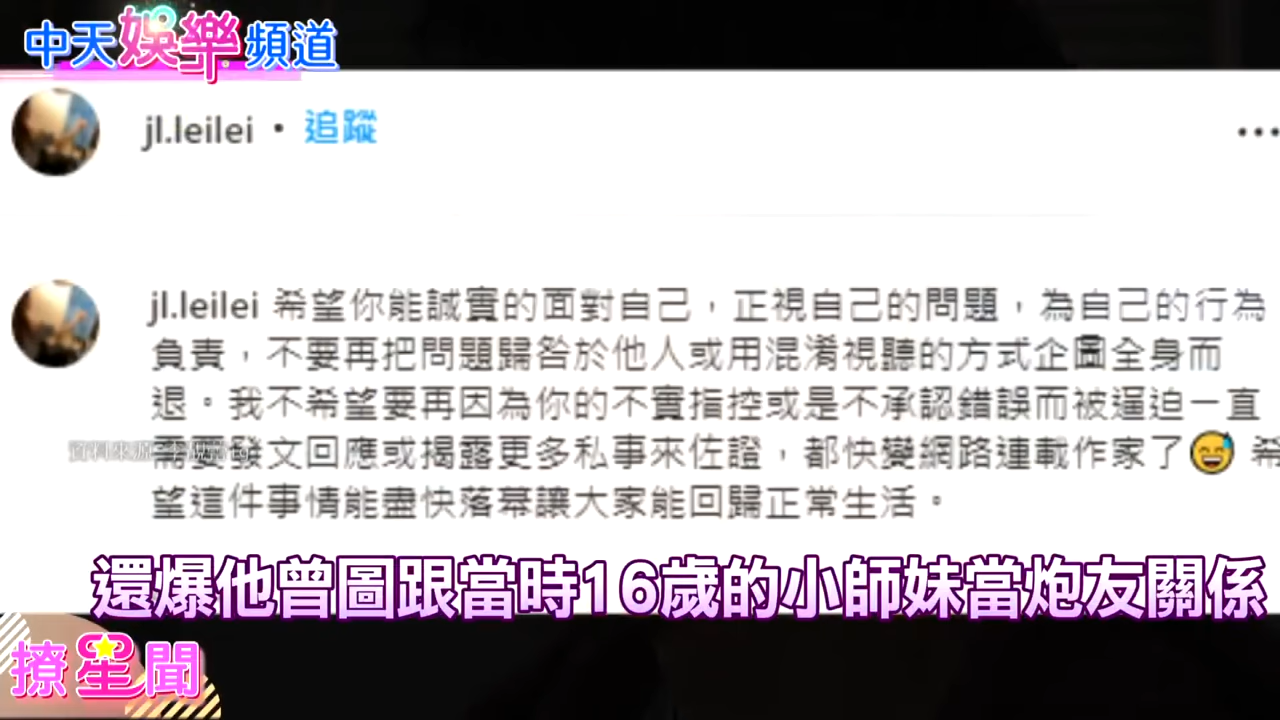 中天娛樂頻道
jl.leilei • 追蹤
jl.leilei 希望你能誠實的面對自己，正視自己的問題，為自己的行為
負責，不要再把問題歸咎於他人或用混淆視聽的方式企圖全身而
退。我不希望要再因為你的不實指控或是不承認錯誤而被逼迫一直
需要發文回應或揭露更多私事來佐證，都快變網路連載作家了😅 希
望這件事情能盡快落幕讓大家能回歸正常生活。
資料來源
還爆他曾圖跟當時16歲的小師妹當炮友關係
撩星聞